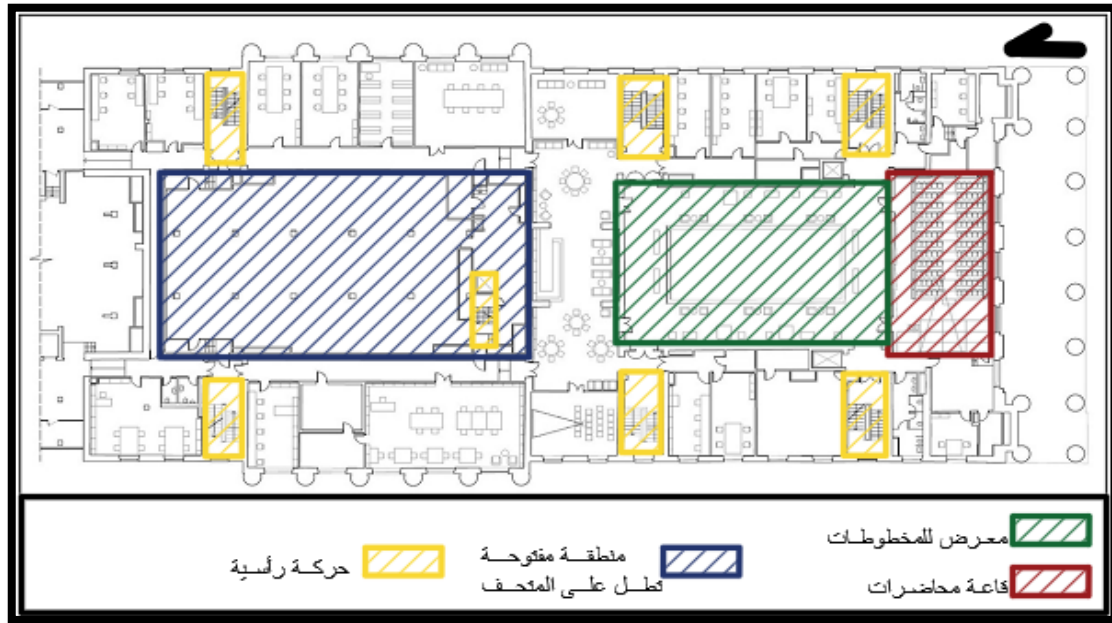 معرض للمخطوطات
قاعة محاضرات
منطقة مفتوحة
تطل على المتحف
حركة رأسية